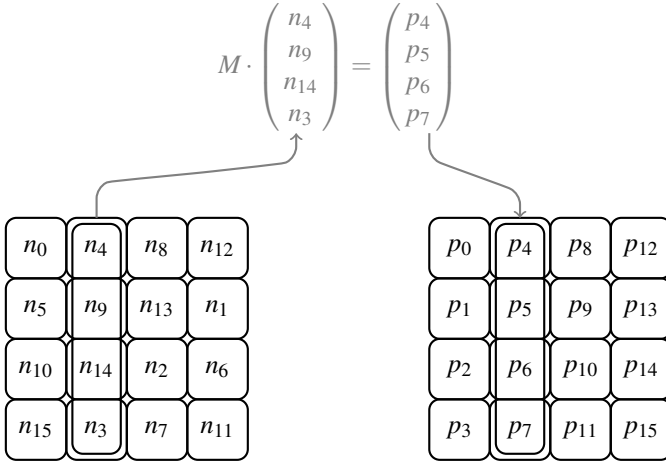 M · (n₄ n₉ n₁₄ n₃) = (p₄ p₅ p₆ p₇)
n₀ n₄ n₈ n₁₂
n₅ n₉ n₁₃ n₁
n₁₀ n₁₄ n₂ n₆
n₁₅ n₃ n₇ n₁₁
p₀ p₄ p₈ p₁₂
p₁ p₅ p₉ p₁₃
p₂ p₆ p₁₀ p₁₄
p₃ p₇ p₁₁ p₁₅